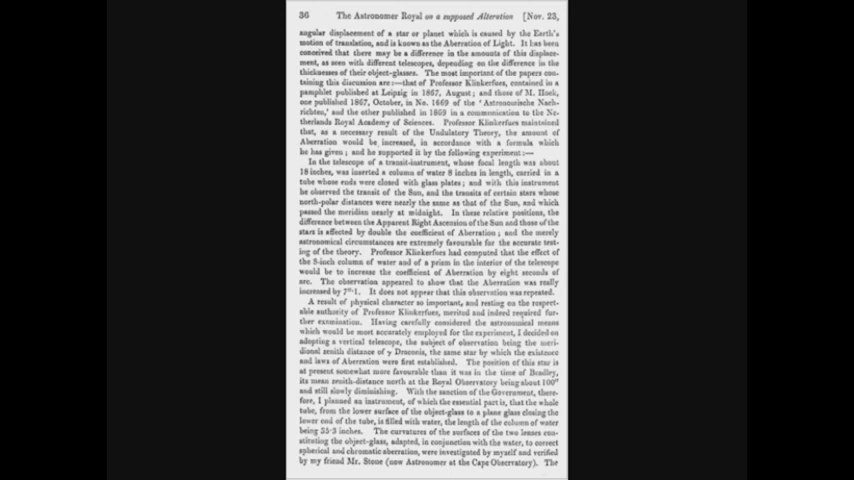 36 The Astronomer Royal on a supposed Alteration [Nov. 23,
angular displacement of a star or planet which is caused by the Earth's
motion of translation, and is known as the Aberration of Light. It has been
conceived that there may be a difference in the amounts of this displace-
ment, as seen with different telescopes, depending on the difference in the
thicknesses of their object-glasses. The most important of the papers con-
taining this discussion are:—that of Professor Klinkerfues, contained in a
pamphlet published at Leipzig in 1867, August; and those of M. Hoek,
one published 1867, October, in No. 1669 of the 'Astronomische Nach-
richten,' and the other published in 1869 in a communication to the Ne-
therlands Royal Academy of Sciences. Professor Klinkerfues maintained
that, as a necessary result of the Undulatory Theory, the amount of
Aberration would be increased, in accordance with a formula which
he has given; and he supported it by the following experiment:—
In the telescope of a transit-instrument, whose focal length was about
18 inches, was inserted a column of water 8 inches in length, carried in a
tube whose ends were closed with glass plates; and with this instrument
he observed the transit of the Sun, and the transits of certain stars whose
north-polar distances were nearly the same as that of the Sun, and which
passed the meridian nearly at midnight. In these relative positions, the
difference between the Apparent Right Ascension of the Sun and those of the
stars is affected by double the coefficient of Aberration; and the merely
astronomical circumstances are extremely favourable for the accurate test-
ing of the theory. Professor Klinkerfues had computed that the effect of
the 8-inch column of water and of a prism in the interior of the telescope
would be to increase the coefficient of Aberration by eight seconds of
arc. The observation appeared to show that the Aberration was really
increased by 7"·1. It does not appear that this observation was repeated.
A result of physical character so important, and resting on the respect-
able authority of Professor Klinkerfues, merited and indeed required fur-
ther examination. Having carefully considered the astronomical means
which would be most accurately employed for the experiment, I decided on
adopting a vertical telescope, the subject of observation being the meri-
dional zenith distance of γ Draconis, the same star by which the existence
and laws of Aberration were first established. The position of this star is
at present somewhat more favourable than it was in the time of Bradley,
its mean zenith-distance north at the Royal Observatory being about 100"
and still slowly diminishing. With the sanction of the Government, there-
fore, I planned an instrument, of which the essential part is, that the whole
tube, from the lower surface of the object-glass to a plane glass closing the
lower end of the tube, is filled with water, the length of the column of water
being 35·3 inches. The curvatures of the surfaces of the two lenses con-
stituting the object-glass, adapted, in conjunction with the water, to correct
spherical and chromatic aberration, were investigated by myself and verified
by my friend Mr. Stone (now Astronomer at the Cape Observatory). The